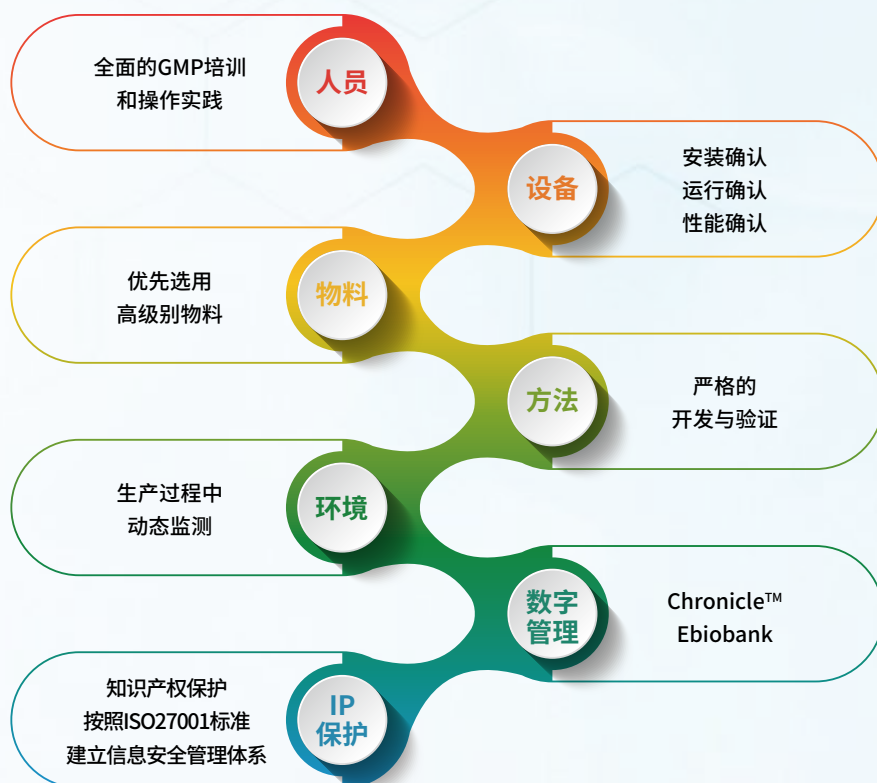 全面的GMP培训
和操作实践
人员
设备
安装确认
运行确认
性能确认
优先选用
高级别物料
物料
方法
严格的
开发与验证
生产过程中
动态监测
环境
数字
管理
Chronicle™
Ebiobank
知识产权保护
按照ISO27001标准
建立信息安全管理体系
IP
保护